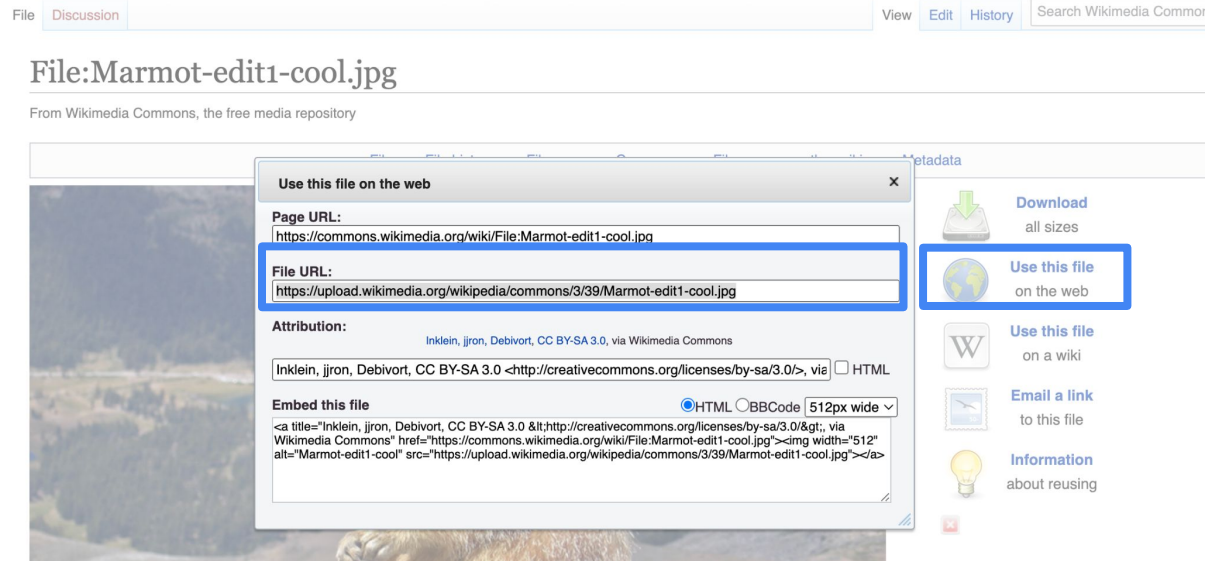 File Discussion View Edit History Search Wikimedia
File:Marmot-edit1-cool.jpg
From Wikimedia Commons, the free media repository
Metadata
Use this file on the web x
Page URL:
https://commons.wikimedia.org/wiki/File:Marmot-edit1-cool.jpg
File URL:
https://upload.wikimedia.org/wikipedia/commons/3/39/Marmot-edit1-cool.jpg
Attribution:
Inklein, jjron, Debivort, CC BY-SA 3.0, via Wikimedia Commons
Inklein, jjron, Debivort, CC BY-SA 3.0 <http://creativecommons.org/licenses/by-sa/3.0/>, via HTML
Embed this file HTML BBCode 512px wide
<a title="Inklein, jjron, Debivort, CC BY-SA 3.0 &lt;http://creativecommons.org/licenses/by-sa/3.0/&gt;, via
Wikimedia Commons" href="https://commons.wikimedia.org/wiki/File:Marmot-edit1-cool.jpg"><img width="512"
alt="Marmot-edit1-cool" src="https://upload.wikimedia.org/wikipedia/commons/3/39/Marmot-edit1-cool.jpg"></a>
Download
all sizes
Use this file
on the web
W
Use this file
on a wiki
Email a link
to this file
Information
about reusing